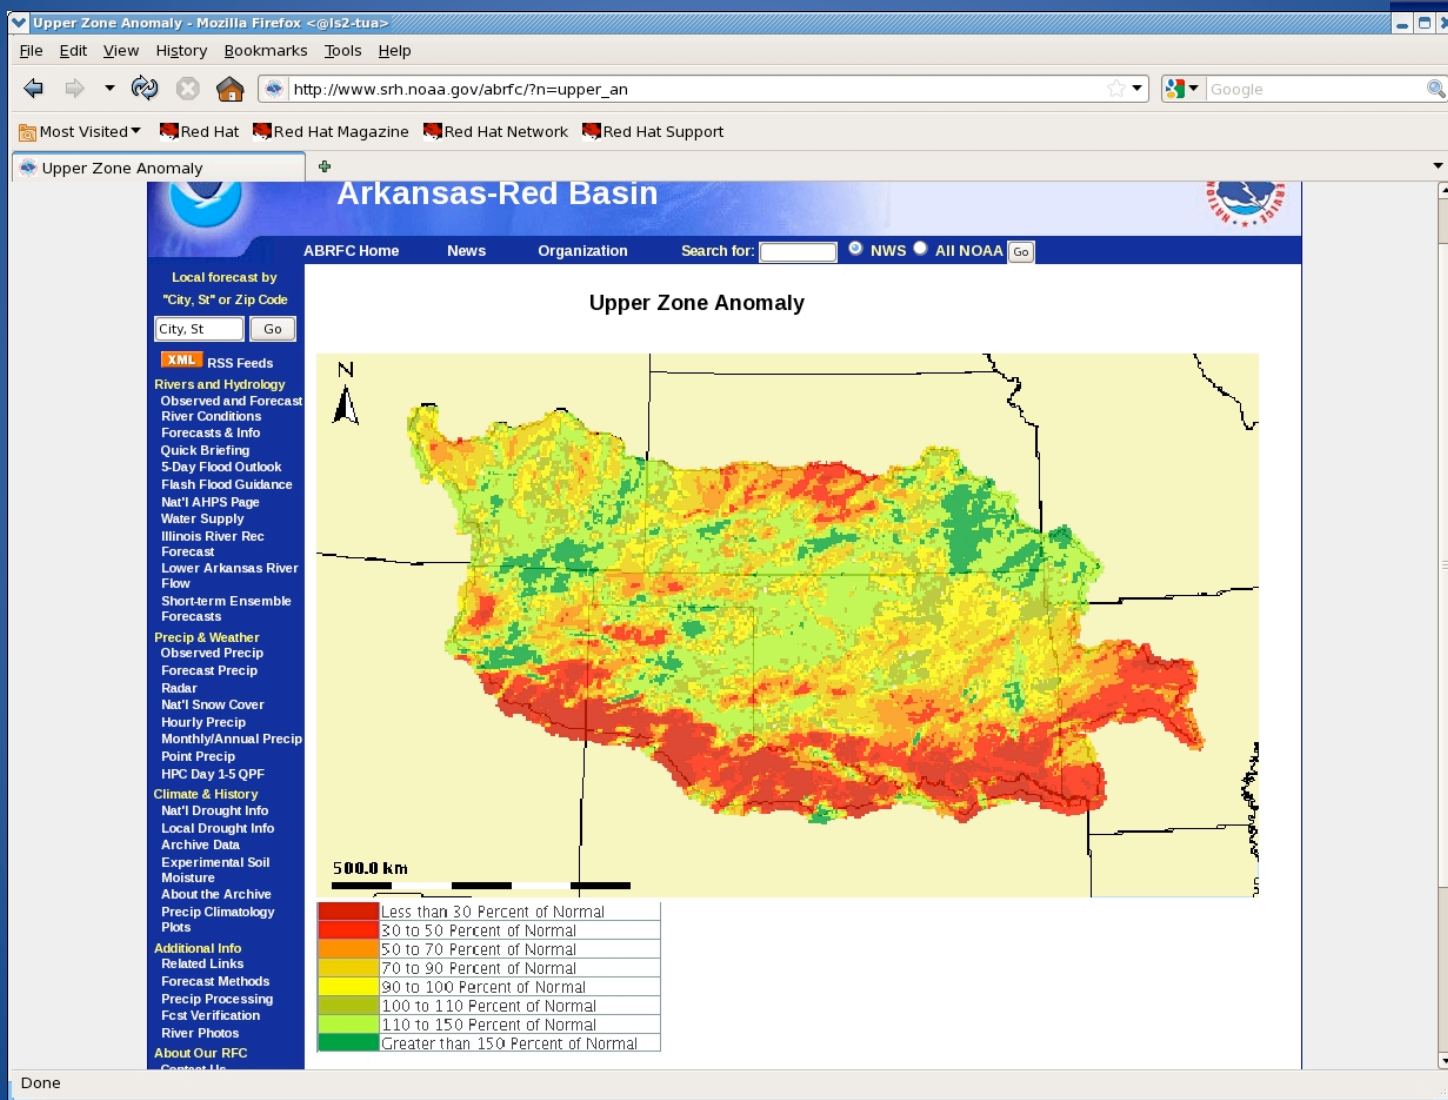 Upper Zone Anomaly - Mozilla Firefox <@ls2-tua>
File Edit View History Bookmarks Tools Help
http://www.srh.noaa.gov/abrfc/?n=upper_an
Google
Most Visited Red Hat Red Hat Magazine Red Hat Network Red Hat Support
Upper Zone Anomaly
Arkansas-Red Basin
NATIONAL
SERVICE
ABRFC Home News Organization Search for: NWS All NOAA Go
Local forecast by
"City, St" or Zip Code
City, St Go
XML RSS Feeds
Rivers and Hydrology
Observed and Forecast
River Conditions
Forecasts & Info
Quick Briefing
5-Day Flood Outlook
Flash Flood Guidance
Nat'l AHPS Page
Water Supply
Illinois River Rec
Forecast
Lower Arkansas River
Flow
Short-term Ensemble
Forecasts
Precip & Weather
Observed Precip
Forecast Precip
Radar
Nat'l Snow Cover
Hourly Precip
Monthly/Annual Precip
Point Precip
HPC Day 1-5 QPF
Climate & History
Nat'l Drought Info
Local Drought Info
Archive Data
Experimental Soil
Moisture
About the Archive
Precip Climatology
Plots
Additional Info
Related Links
Forecast Methods
Precip Processing
Fcst Verification
River Photos
About Our RFC
Contact Us
Upper Zone Anomaly
N
500.0 km
Less than 30 Percent of Normal
30 to 50 Percent of Normal
50 to 70 Percent of Normal
70 to 90 Percent of Normal
90 to 100 Percent of Normal
100 to 110 Percent of Normal
110 to 150 Percent of Normal
Greater than 150 Percent of Normal
Done